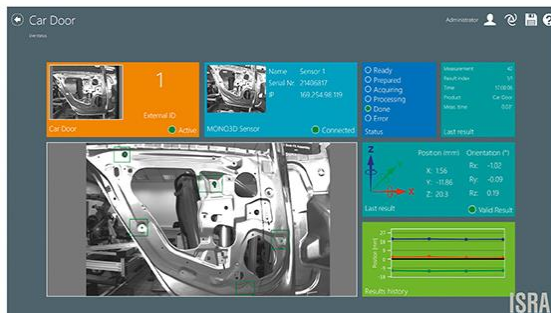 Car Door
Administrator
1
External ID
Car Door
Active
Name Sensor 1
Serial Nr. 21406817
IP 169.254.98.119
MONO3D Sensor
Connected
Ready
Prepared
Acquiring
Processing
Done
Error
Status
Measurement 42
Result index
Time
Product Car-Door
Meas. time
Last result
Z
X
Position (mm) Orientation (°)
X: 1.56 Rx: -1.02
Y: -11.86 Ry: -0.09
Z: 20.3 Rz: 0.19
Last result
Valid Result
Position [mm]
Results history
ISRA